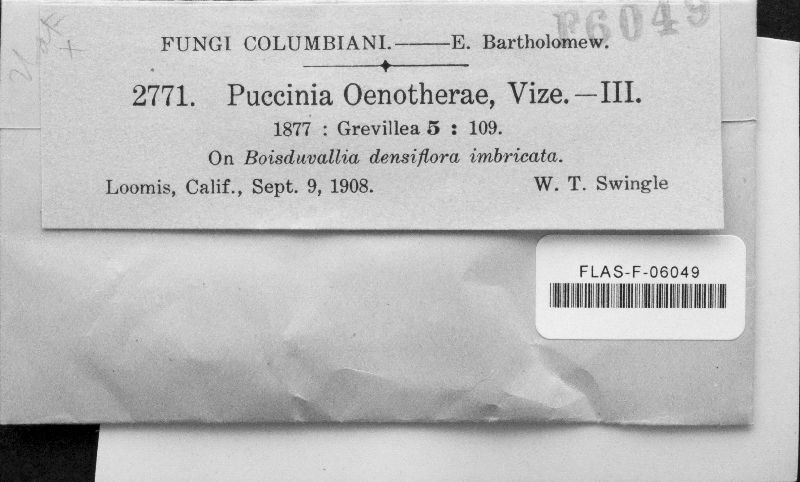 F6049
FUNGI COLUMBIANI.——E. Bartholomew.
2771. Puccinia Oenotherae, Vize.—III.
1877 : Grevillea 5 : 109.
On Boisduvallia densiflora imbricata.
Loomis, Calif., Sept. 9, 1908. W. T. Swingle
FLAS-F-06049